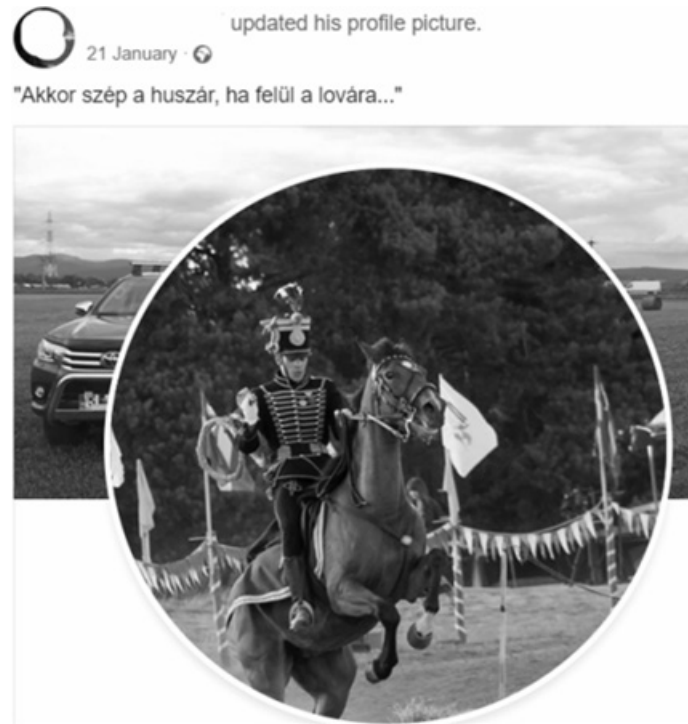 updated his profile picture.
21 January ·
"Akkor szép a huszár, ha felül a lovára..."